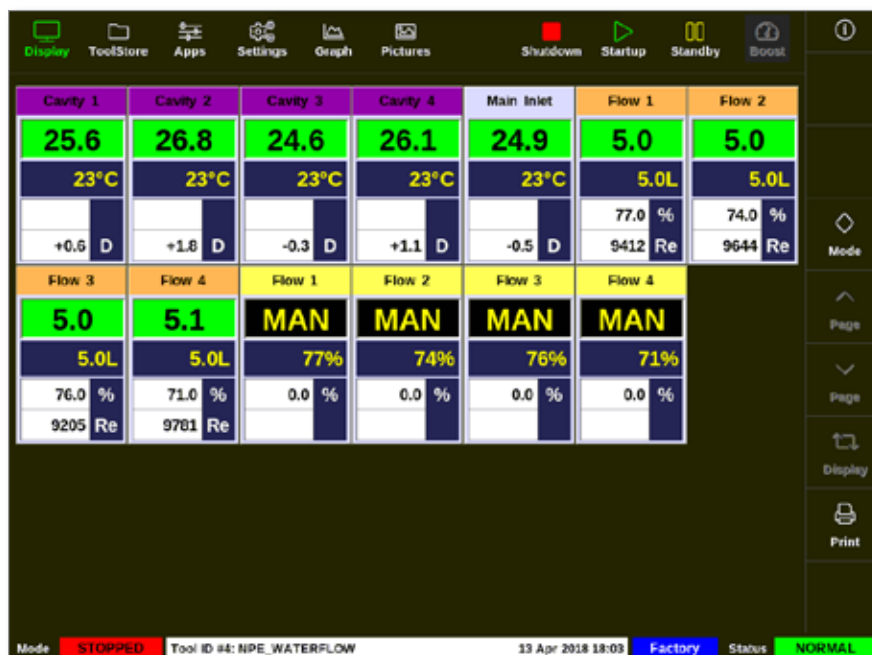 Display ToolStore Apps Settings Graph Pictures Shutdown Startup Standby Boost
Cavity 1 Cavity 2 Cavity 3 Cavity 4 Main Inlet Flow 1 Flow 2
25.6 26.8 24.6 26.1 24.9 5.0 5.0
23°C 23°C 23°C 23°C 23°C 5.0L 5.0L
77.0 % 74.0 %
+0.6 D +1.8 D -0.3 D +1.1 D -0.5 D 9412 Re 9644 Re
Flow 3 Flow 4 Flow 1 Flow 2 Flow 3 Flow 4
5.0 5.1 MAN MAN MAN MAN
5.0L 5.0L 77% 74% 76% 71%
76.0 % 71.0 % 0.0 % 0.0 % 0.0 % 0.0 %
9205 Re 9781 Re
Mode
Page
Page
Display
Print
Mode STOPPED Tool ID #4: NPE_WATERFLOW 13 Apr 2018 18:03 Factory Status NORMAL